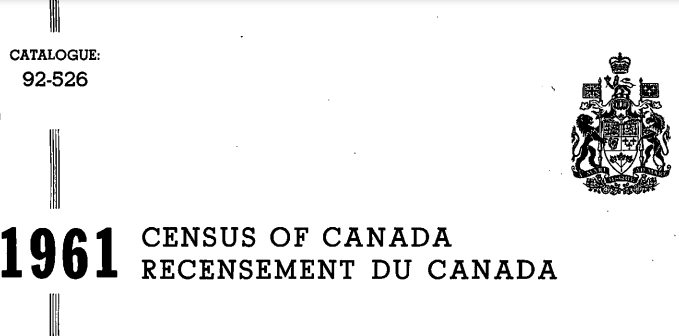 CATALOGUE:
92-526
1961
CENSUS OF CANADA
RECENSEMENT DU CANADA